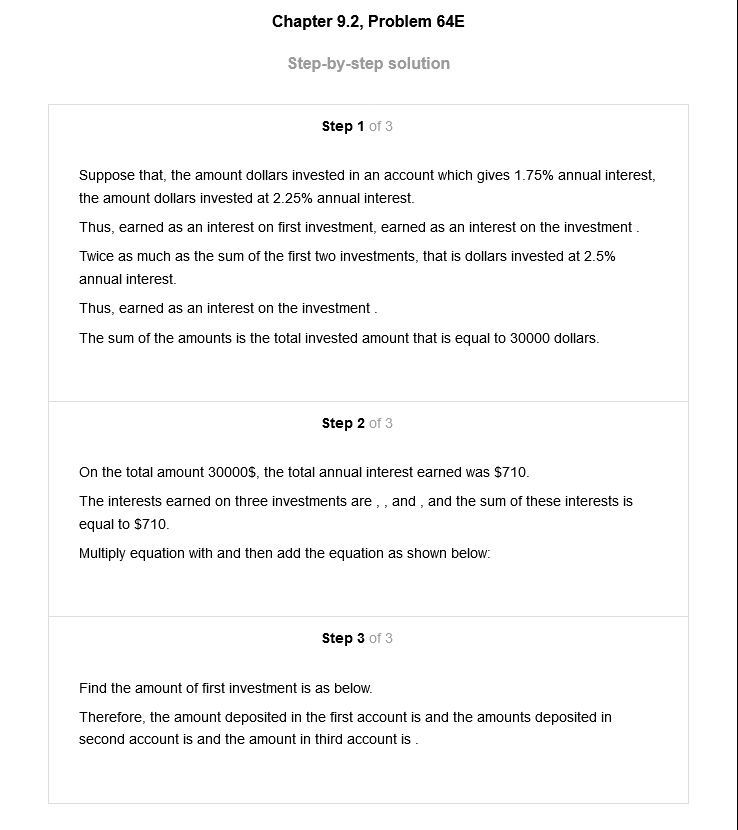 Chapter 9.2, Problem 64E
Step-by-step solution
Step 1 of 3
Suppose that, the amount dollars invested in an account which gives 1.75% annual interest,
the amount dollars invested at 2.25% annual interest.
Thus, earned as an interest on first investment, earned as an interest on the investment .
Twice as much as the sum of the first two investments, that is dollars invested at 2.5%
annual interest.
Thus, earned as an interest on the investment .
The sum of the amounts is the total invested amount that is equal to 30000 dollars.
Step 2 of 3
On the total amount 30000$, the total annual interest earned was $710.
The interests earned on three investments are , , and , and the sum of these interests is
equal to $710.
Multiply equation with and then add the equation as shown below:
Step 3 of 3
Find the amount of first investment is as below.
Therefore, the amount deposited in the first account is and the amounts deposited in
second account is and the amount in third account is .